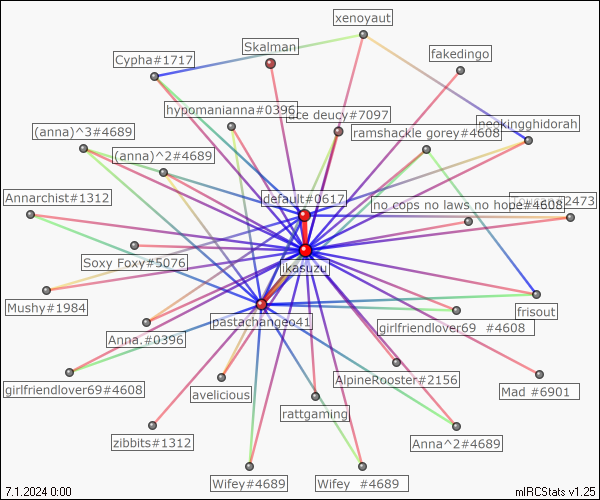 xenoyaut
Skalman
fakedingo
Cypha#1717
hypomanianna#0396
ace deucy#7097
neokingghidorah
(anna)^3#4689
ramshackle gorey#4608
(anna)^2#4689
Annarchist#1312
default#0617
no cops no laws no hope#4608
2473
Soxy Foxy#5076
ikasuzu
Mushy#1984
frisout
pastachangeo41
girlfriendlover69 #4608
Anna.#0396
AlpineRooster#2156
girlfriendlover69#4608
avelicious
Mad #6901
rattgaming
zibbits#1312
Anna^2#4689
Wifey#4689
Wifey #4689
7.1.2024 0:00
mIRCStats v1.25